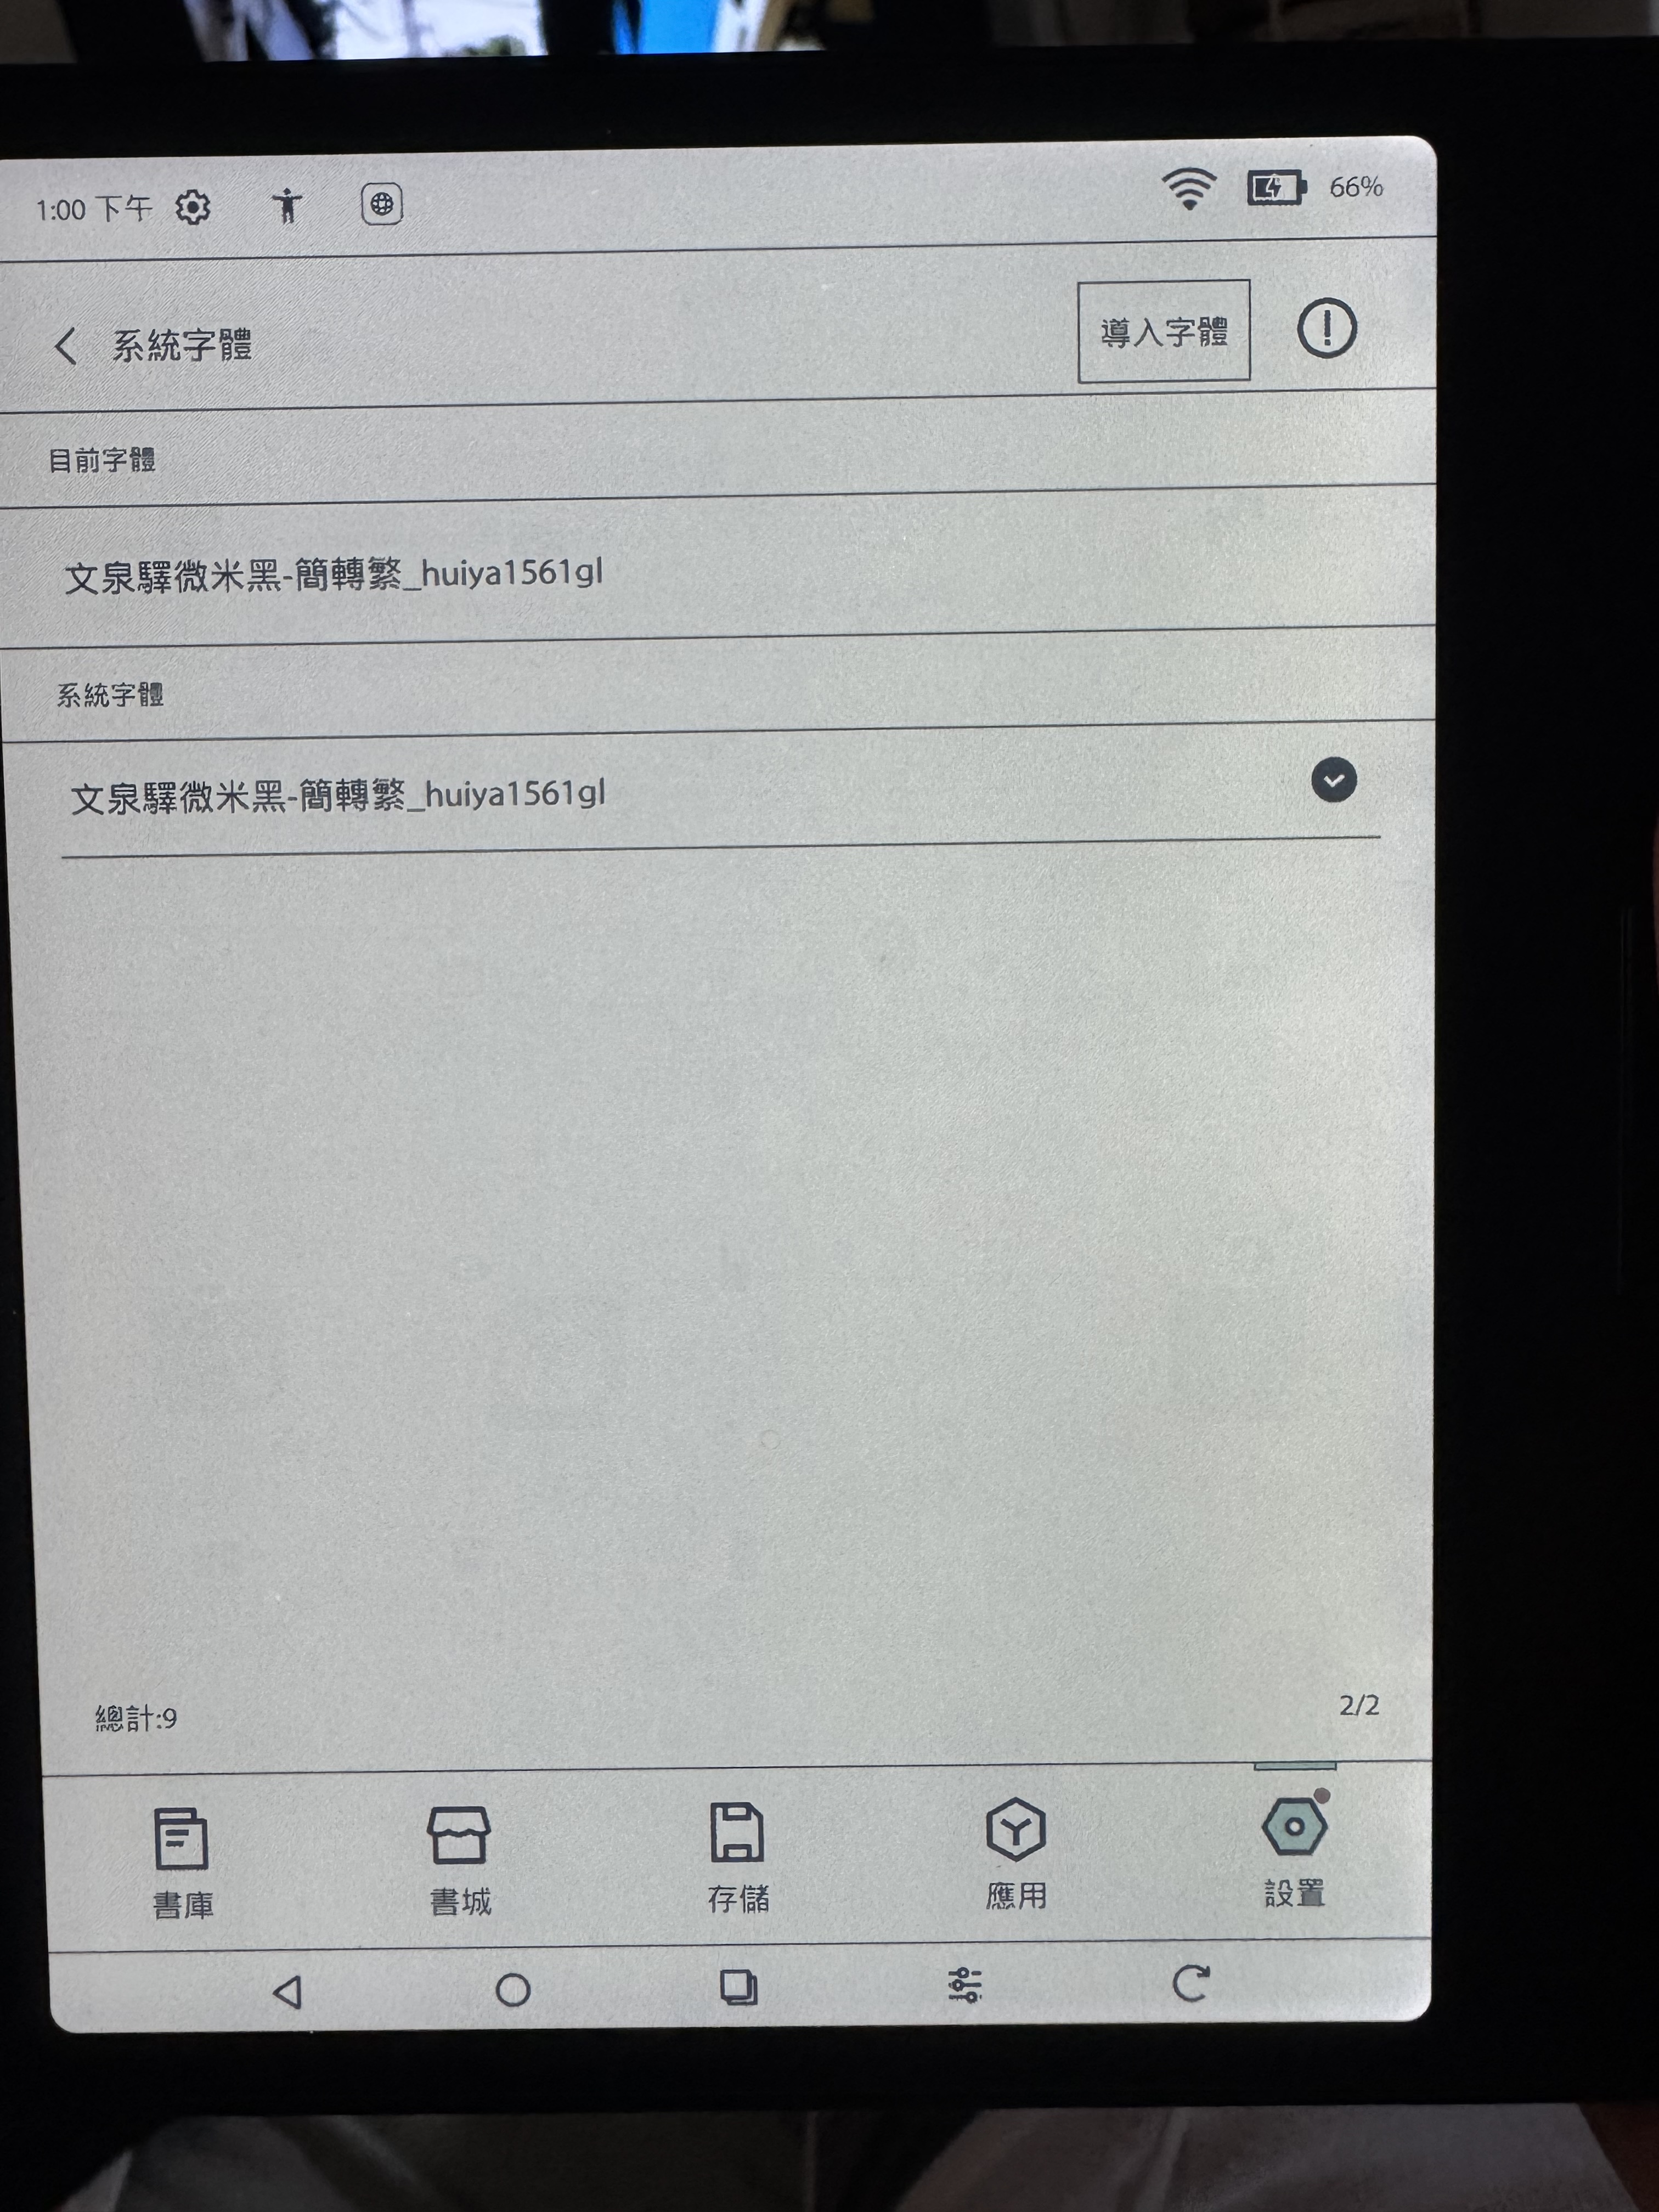 1:00 下午
66%
系統字體
導入字體
目前字體
文泉驛微米黑-簡轉繁_huiya1561gl
系統字體
文泉驛微米黑-簡轉繁_huiya1561gl
總計:9
2/2
書庫
書城
存儲
應用
設置